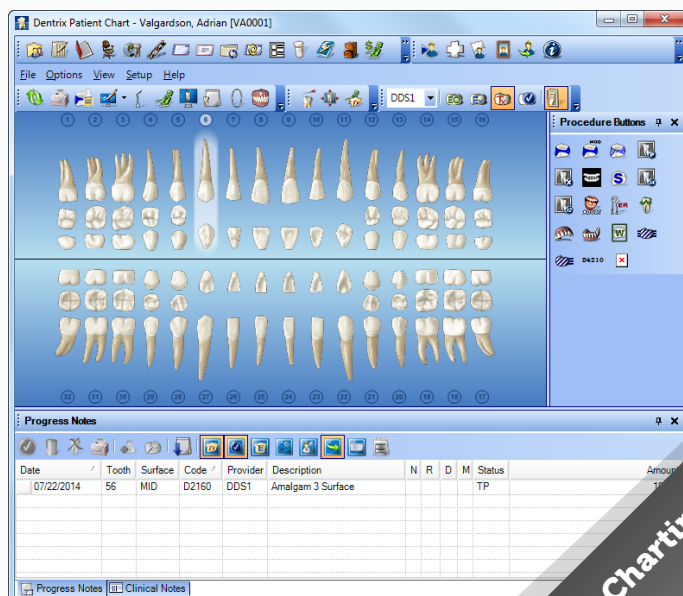 Dentrix Patient Chart - Valgardson, Adrian [VA0001]
File Options View Setup Help
DDS1
1 2 3 4 5 6 7 8 9 10 11 12 13 14 15 16
Procedure Buttons
MOD
S
ER
W
D4210
32 31 30 29 28 27 26 25 24 23 22 21 20 19 18 17
Progress Notes
Date Tooth Surface Code Provider Description N R D M Status Amoun
07/22/2014 56 MID D2160 DDS1 Amalgam 3 Surface TP
Chartin
Progress Notes Clinical Notes